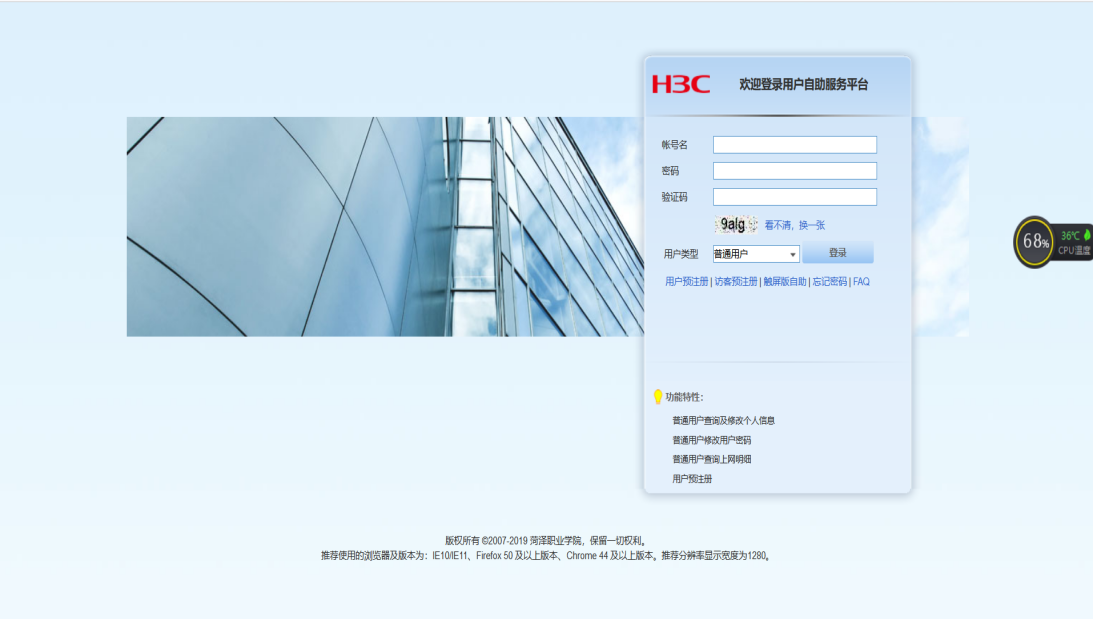 H3C 欢迎登录用户自助服务平台
帐号名
密码
验证码
9alg 看不清，换一张
用户类型 普通用户 登录
用户预注册 | 访客预注册 | 触屏版自助 | 忘记密码 | FAQ
68% 36℃
CPU温度
功能特性：
普通用户查询及修改个人信息
普通用户修改用户密码
普通用户查询上网明细
用户预注册
版权所有 ©2007-2019 菏泽职业学院，保留一切权利。
推荐使用的浏览器及版本为：IE10/IE11、Firefox 50 及以上版本、Chrome 44 及以上版本。推荐分辨率显示宽度为1280。